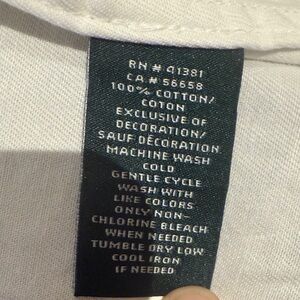 RN # 91381
CA # 56658
100% COTTON/
COTON
EXCLUSIVE OF
DECORATION/
SAUF DÉCORATION
MACHINE WASH
COLD
GENTLE CYCLE
WASH WITH
LIKE COLORS
ONLY NON-
CHLORINE BLEACH
WHEN NEEDED
TUMBLE DRY LOW
COOL IRON
IF NEEDED